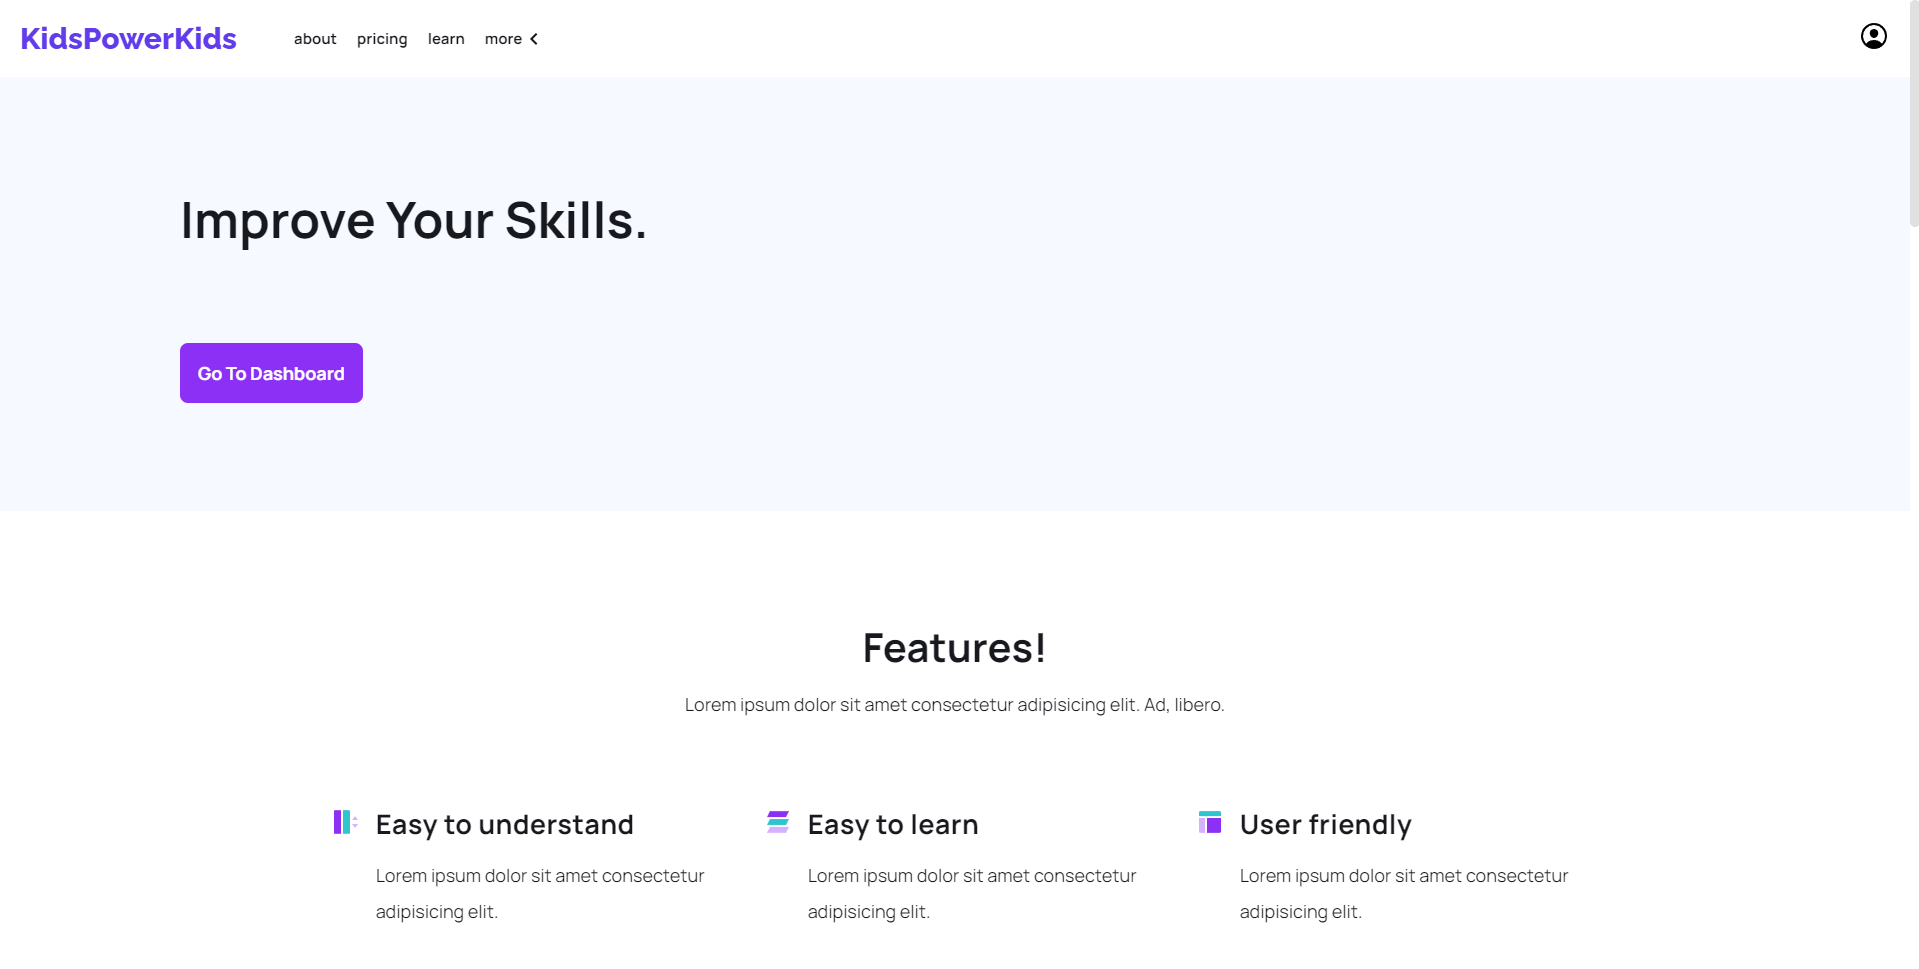 KidsPowerKids
about pricing learn more
Improve Your Skills.
Go To Dashboard
Features!
Lorem ipsum dolor sit amet consectetur adipisicing elit. Ad, libero.
Easy to understand
Lorem ipsum dolor sit amet consectetur
adipisicing elit.
Easy to learn
Lorem ipsum dolor sit amet consectetur
adipisicing elit.
User friendly
Lorem ipsum dolor sit amet consectetur
adipisicing elit.